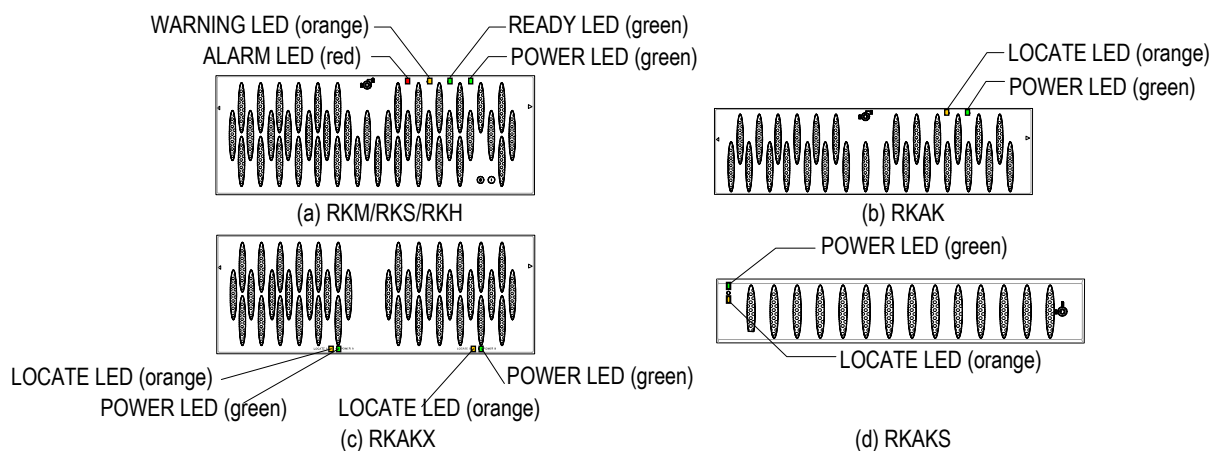 WARNING LED (orange)
READY LED (green)
ALARM LED (red)
POWER LED (green)
LOCATE LED (orange)
POWER LED (green)
(a) RKM/RKS/RKH
(b) RKAK
POWER LED (green)
LOCATE LED (orange)
LOCATE LED (orange)
POWER LED (green)
POWER LED (green)
LOCATE LED (orange)
(c) RKAKX
(d) RKAKS